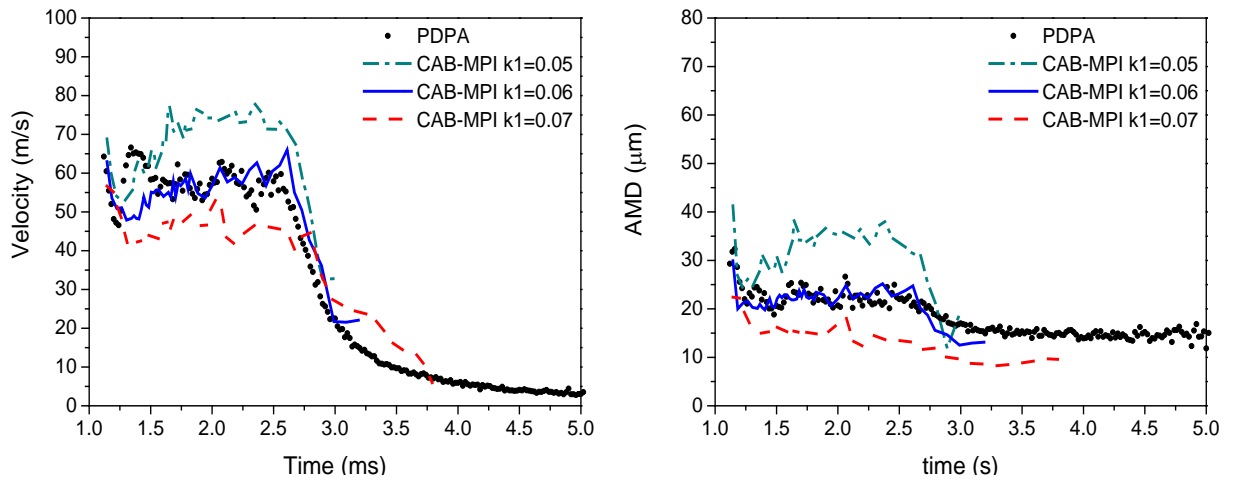 100
90
80
70
60
50
40
30
20
10
0
Velocity (m/s)
PDPA
CAB-MPI k1=0.05
CAB-MPI k1=0.06
CAB-MPI k1=0.07
1.0 1.5 2.0 2.5 3.0 3.5 4.0 4.5 5.0
Time (ms)
80
70
60
50
40
30
20
10
0
AMD (μm)
PDPA
CAB-MPI k1=0.05
CAB-MPI k1=0.06
CAB-MPI k1=0.07
1.0 1.5 2.0 2.5 3.0 3.5 4.0 4.5 5.0
time (s)